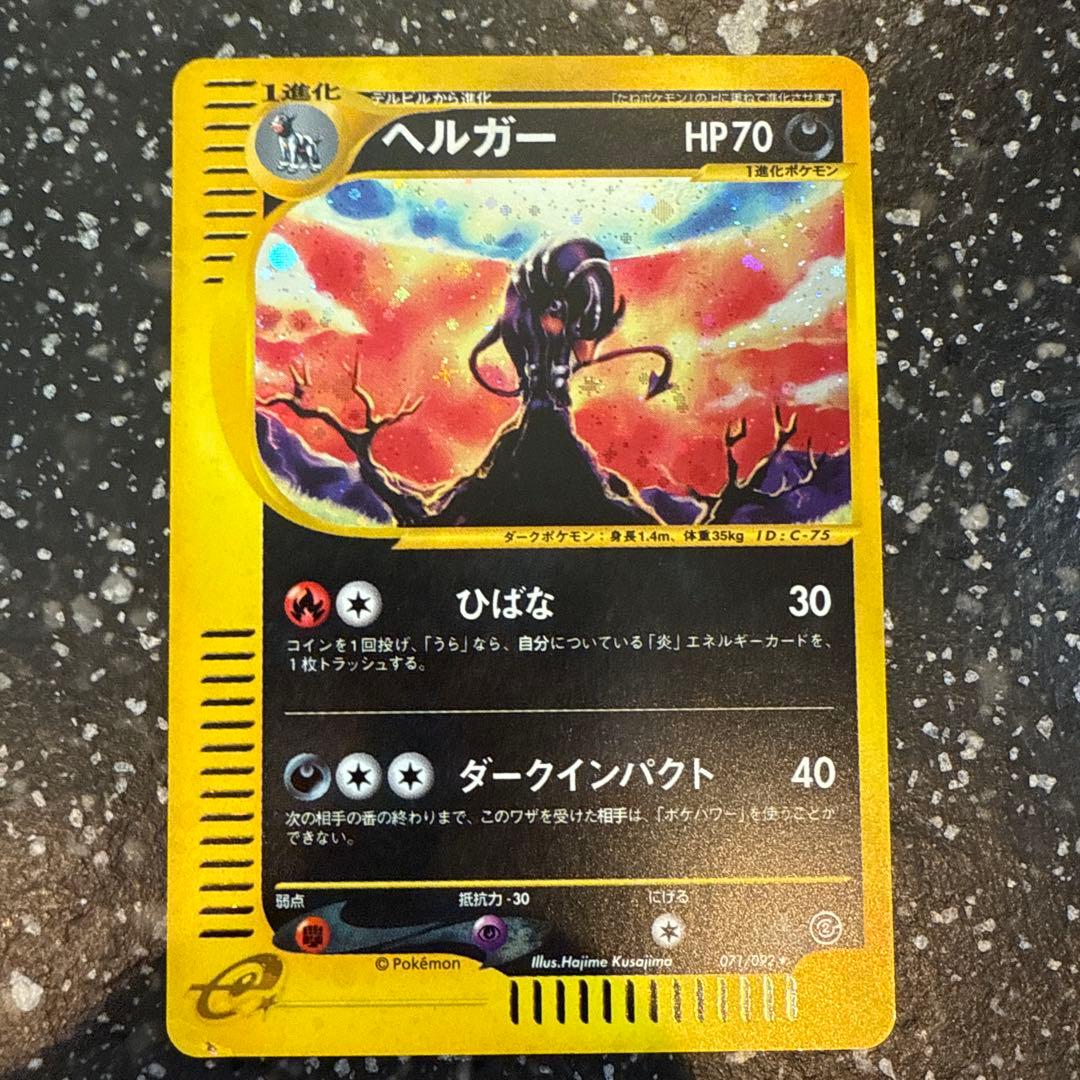 1進化
デルビルから進化
「たねポケモン」の上に重ねて進化させます
ヘルガー
HP70
1進化ポケモン
ダークポケモン：身長1.4m、体重35kg ID：C-75
ひばな 30
コインを1回投げ、「うら」なら、自分についている「炎」エネルギーカードを、
1枚トラッシュする。
ダークインパクト 40
次の相手の番の終わりまで、このワザを受けた相手は、「ポケパワー」を使うことが
できない。
弱点 抵抗力-30 にげる
© Pokémon Illus.Hajime Kusajima 071/092★
e